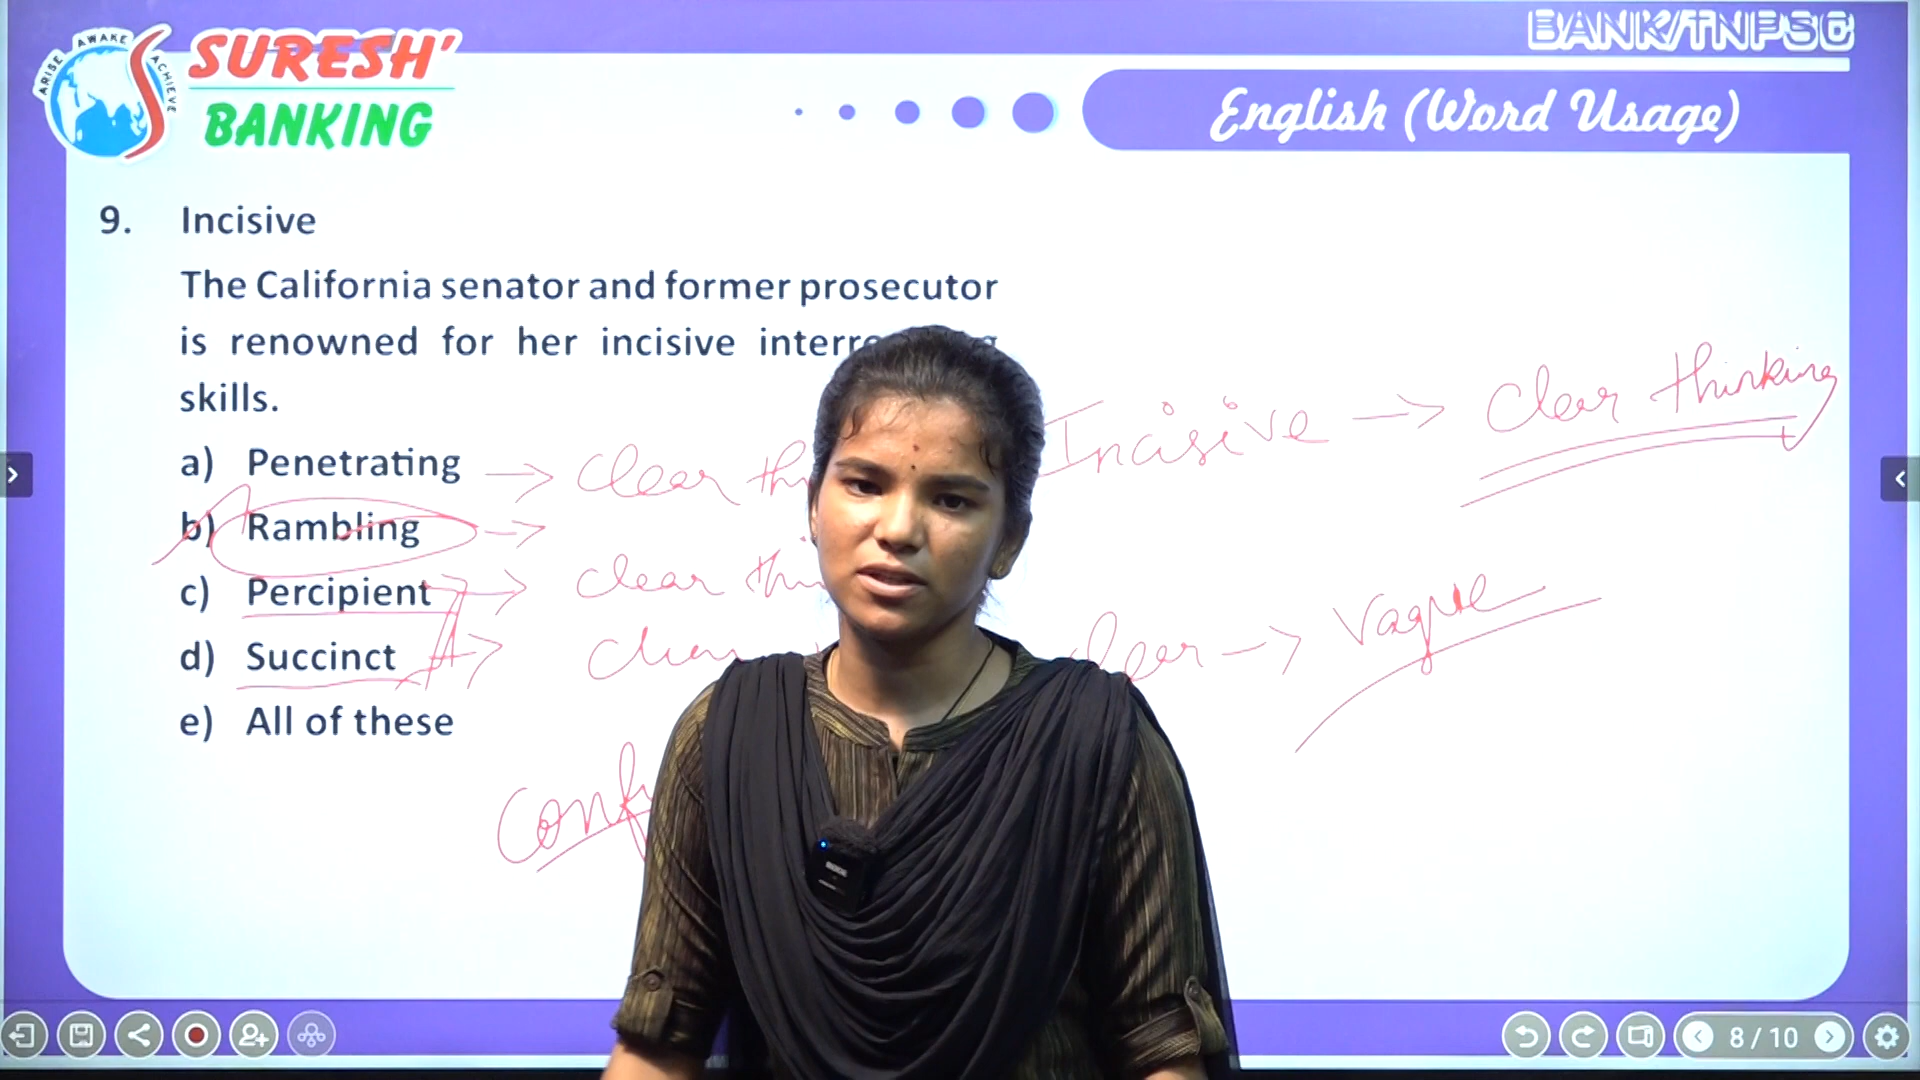 BANK/TNPSC
ARISE AWAKE ACHIEVE
SURESH'
BANKING
English (Word Usage)
9. Incisive
The California senator and former prosecutor
is renowned for her incisive
skills.
a) Penetrating → clear
b) Rambling →
c) Percipient → clear
d) Succinct →
e) All of these
Incisive → clear thinking
→ vague
8 / 10